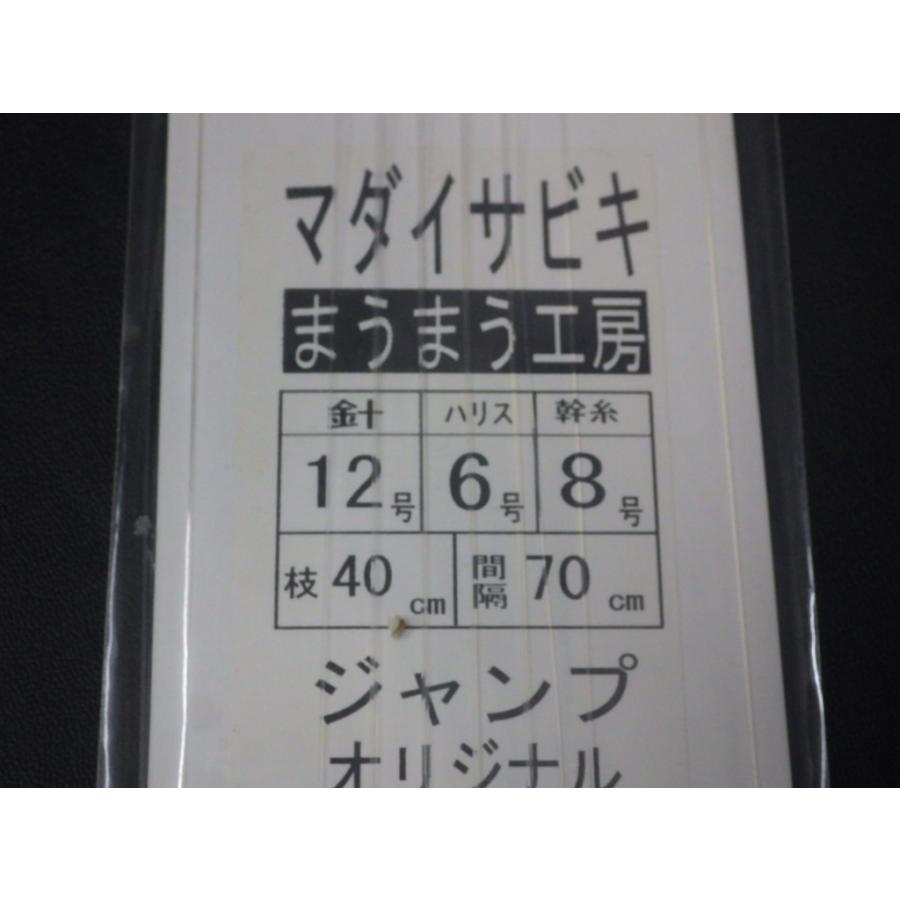 マダイサビキ
まうまう工房
針 ハリス 幹糸
12号 6号 8号
枝 40 cm 間隔 70 cm
ジャンプ
オリジナル